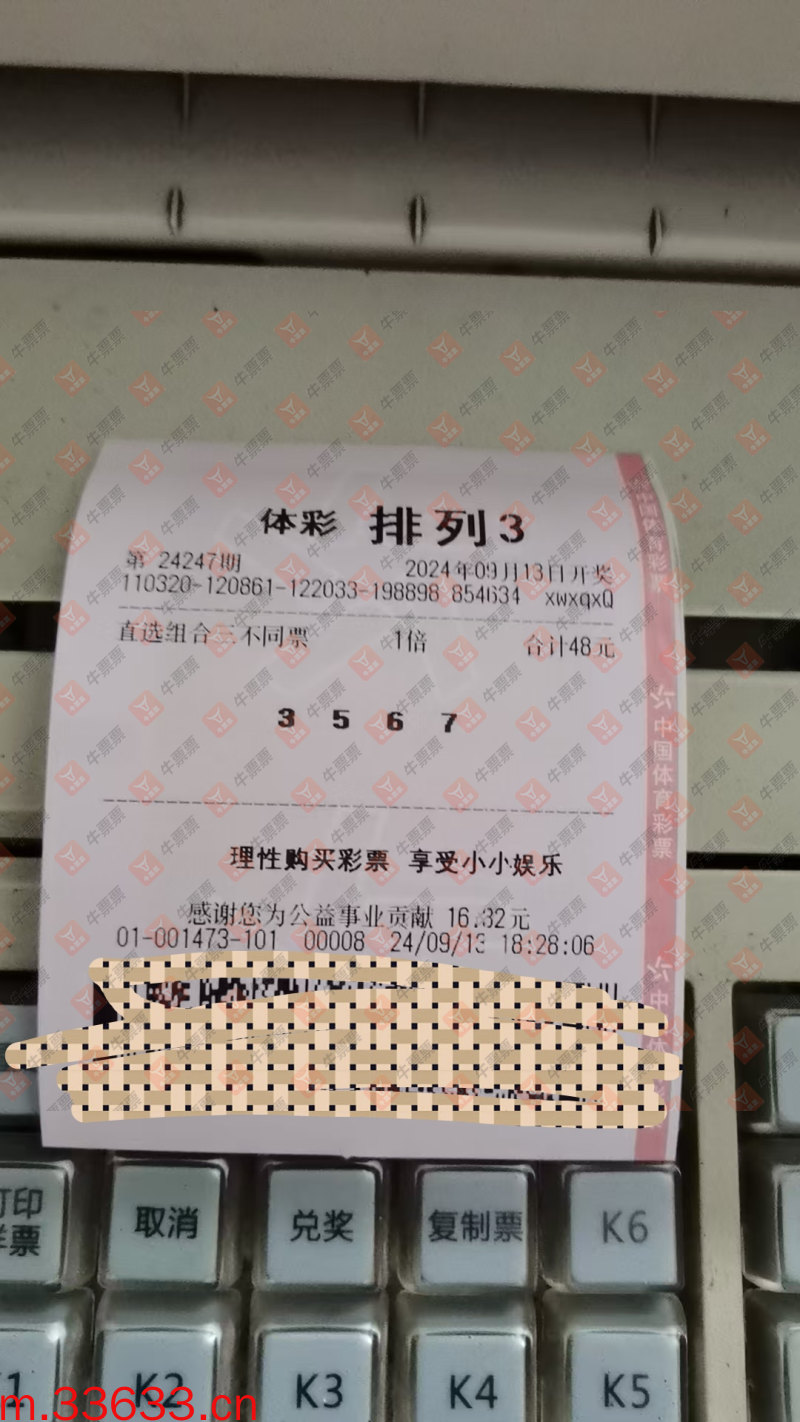 体彩 排列3
第 24247期 2024年09月13日开奖
110320-120861-122033-198898 854634 xwxqxQ
直选组合三不同票 1倍 合计48元
3 5 6 7
理性购买彩票 享受小小娱乐
感谢您为公益事业贡献 16.32元
01-001473-101 00008 24/09/13 18:28:06
中国体育彩票
牛票票
打印
样票
取消
兑奖
复制票
K6
K2
K3
K4
K5
m.33633.cn